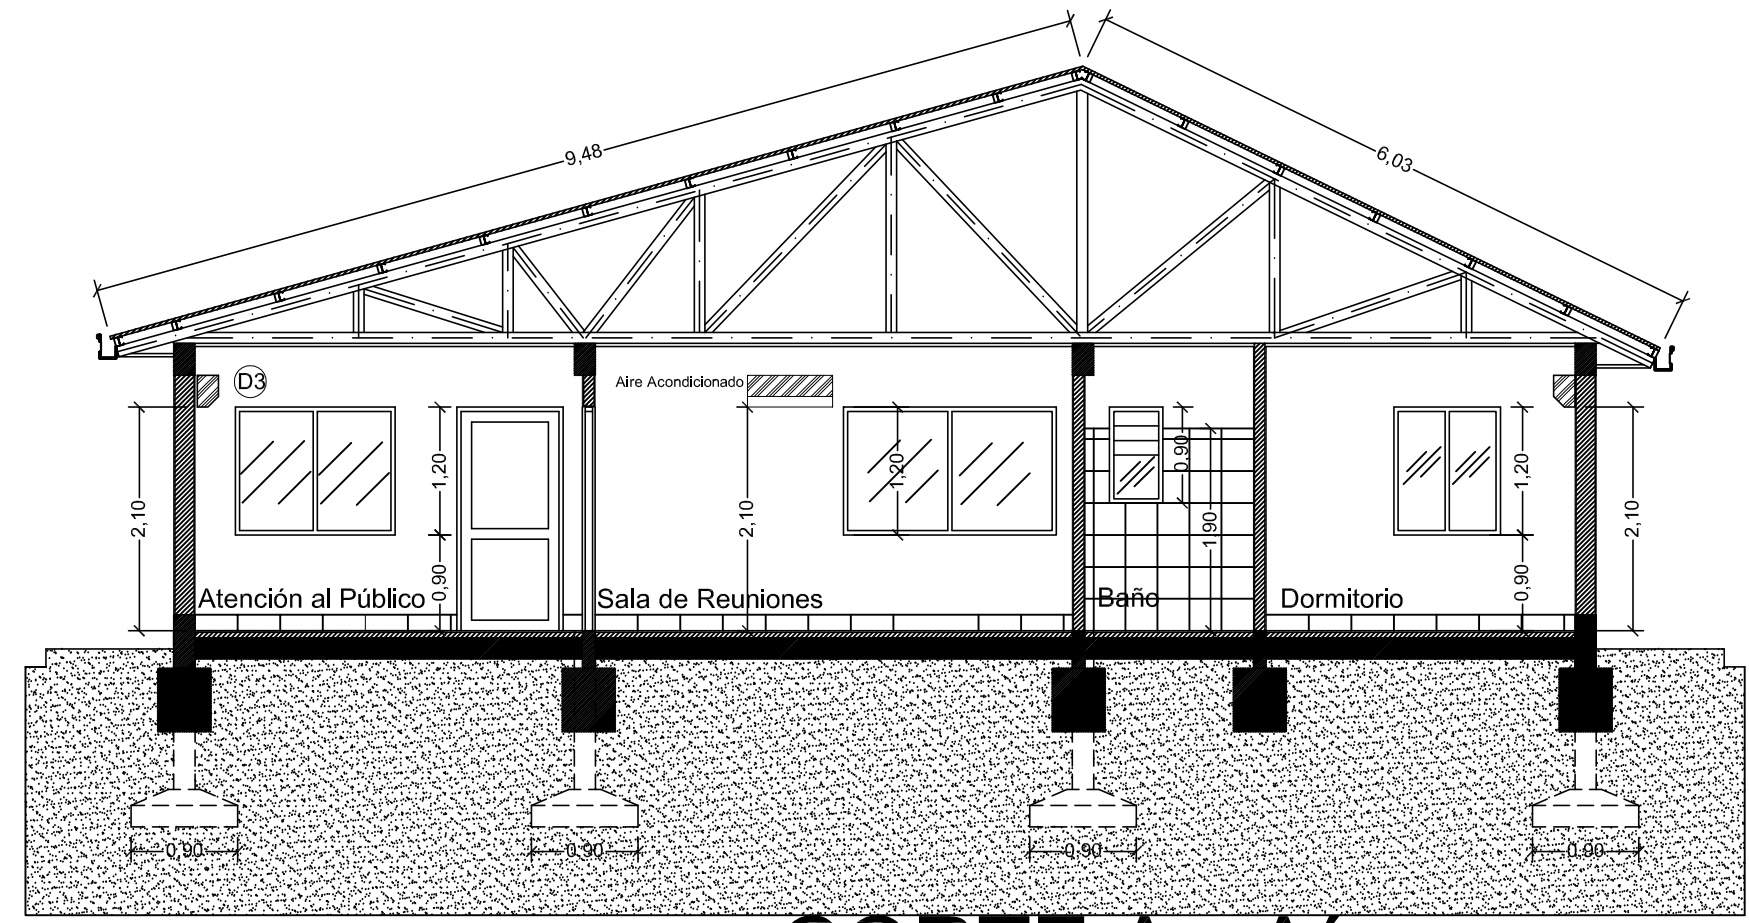 9,48
6,03
D3
Aire Acondicionado
2,10
1,20
0,90
2,10
1,20
0,90
1,90
1,20
0,90
2,10
Atención al Público
Sala de Reuniones
Baño
Dormitorio
0,90
0,90
0,90
0,90